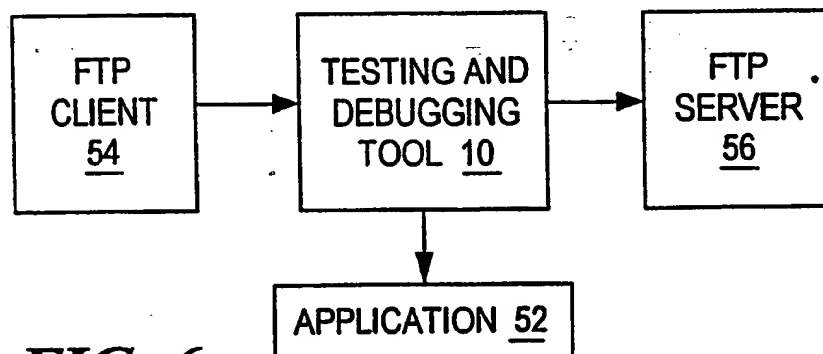 FTP
CLIENT
54
TESTING AND
DEBUGGING
TOOL 10
FTP
SERVER
56
APPLICATION 52
FIG. 6